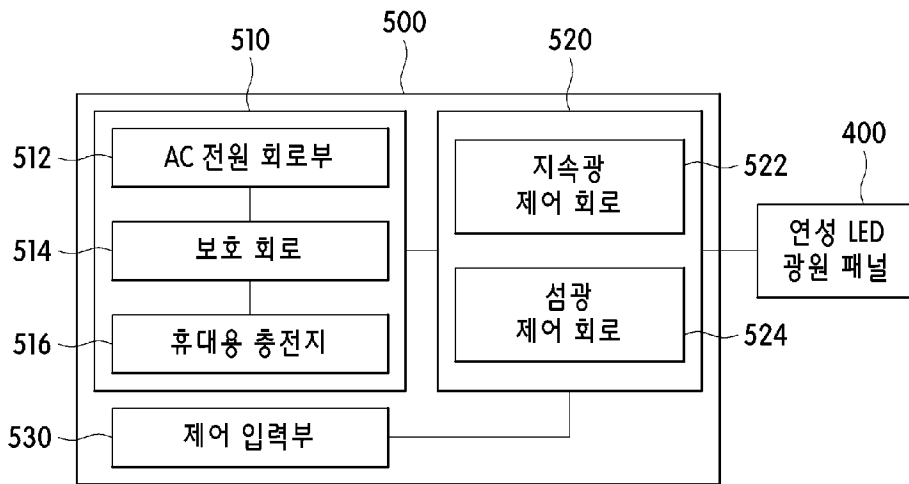 510
500
520
512
AC 전원 회로부
514
보호 회로
516
휴대용 충전지
530
제어 입력부
지속광
제어 회로
522
섬광
제어 회로
524
400
연성 LED
광원 패널